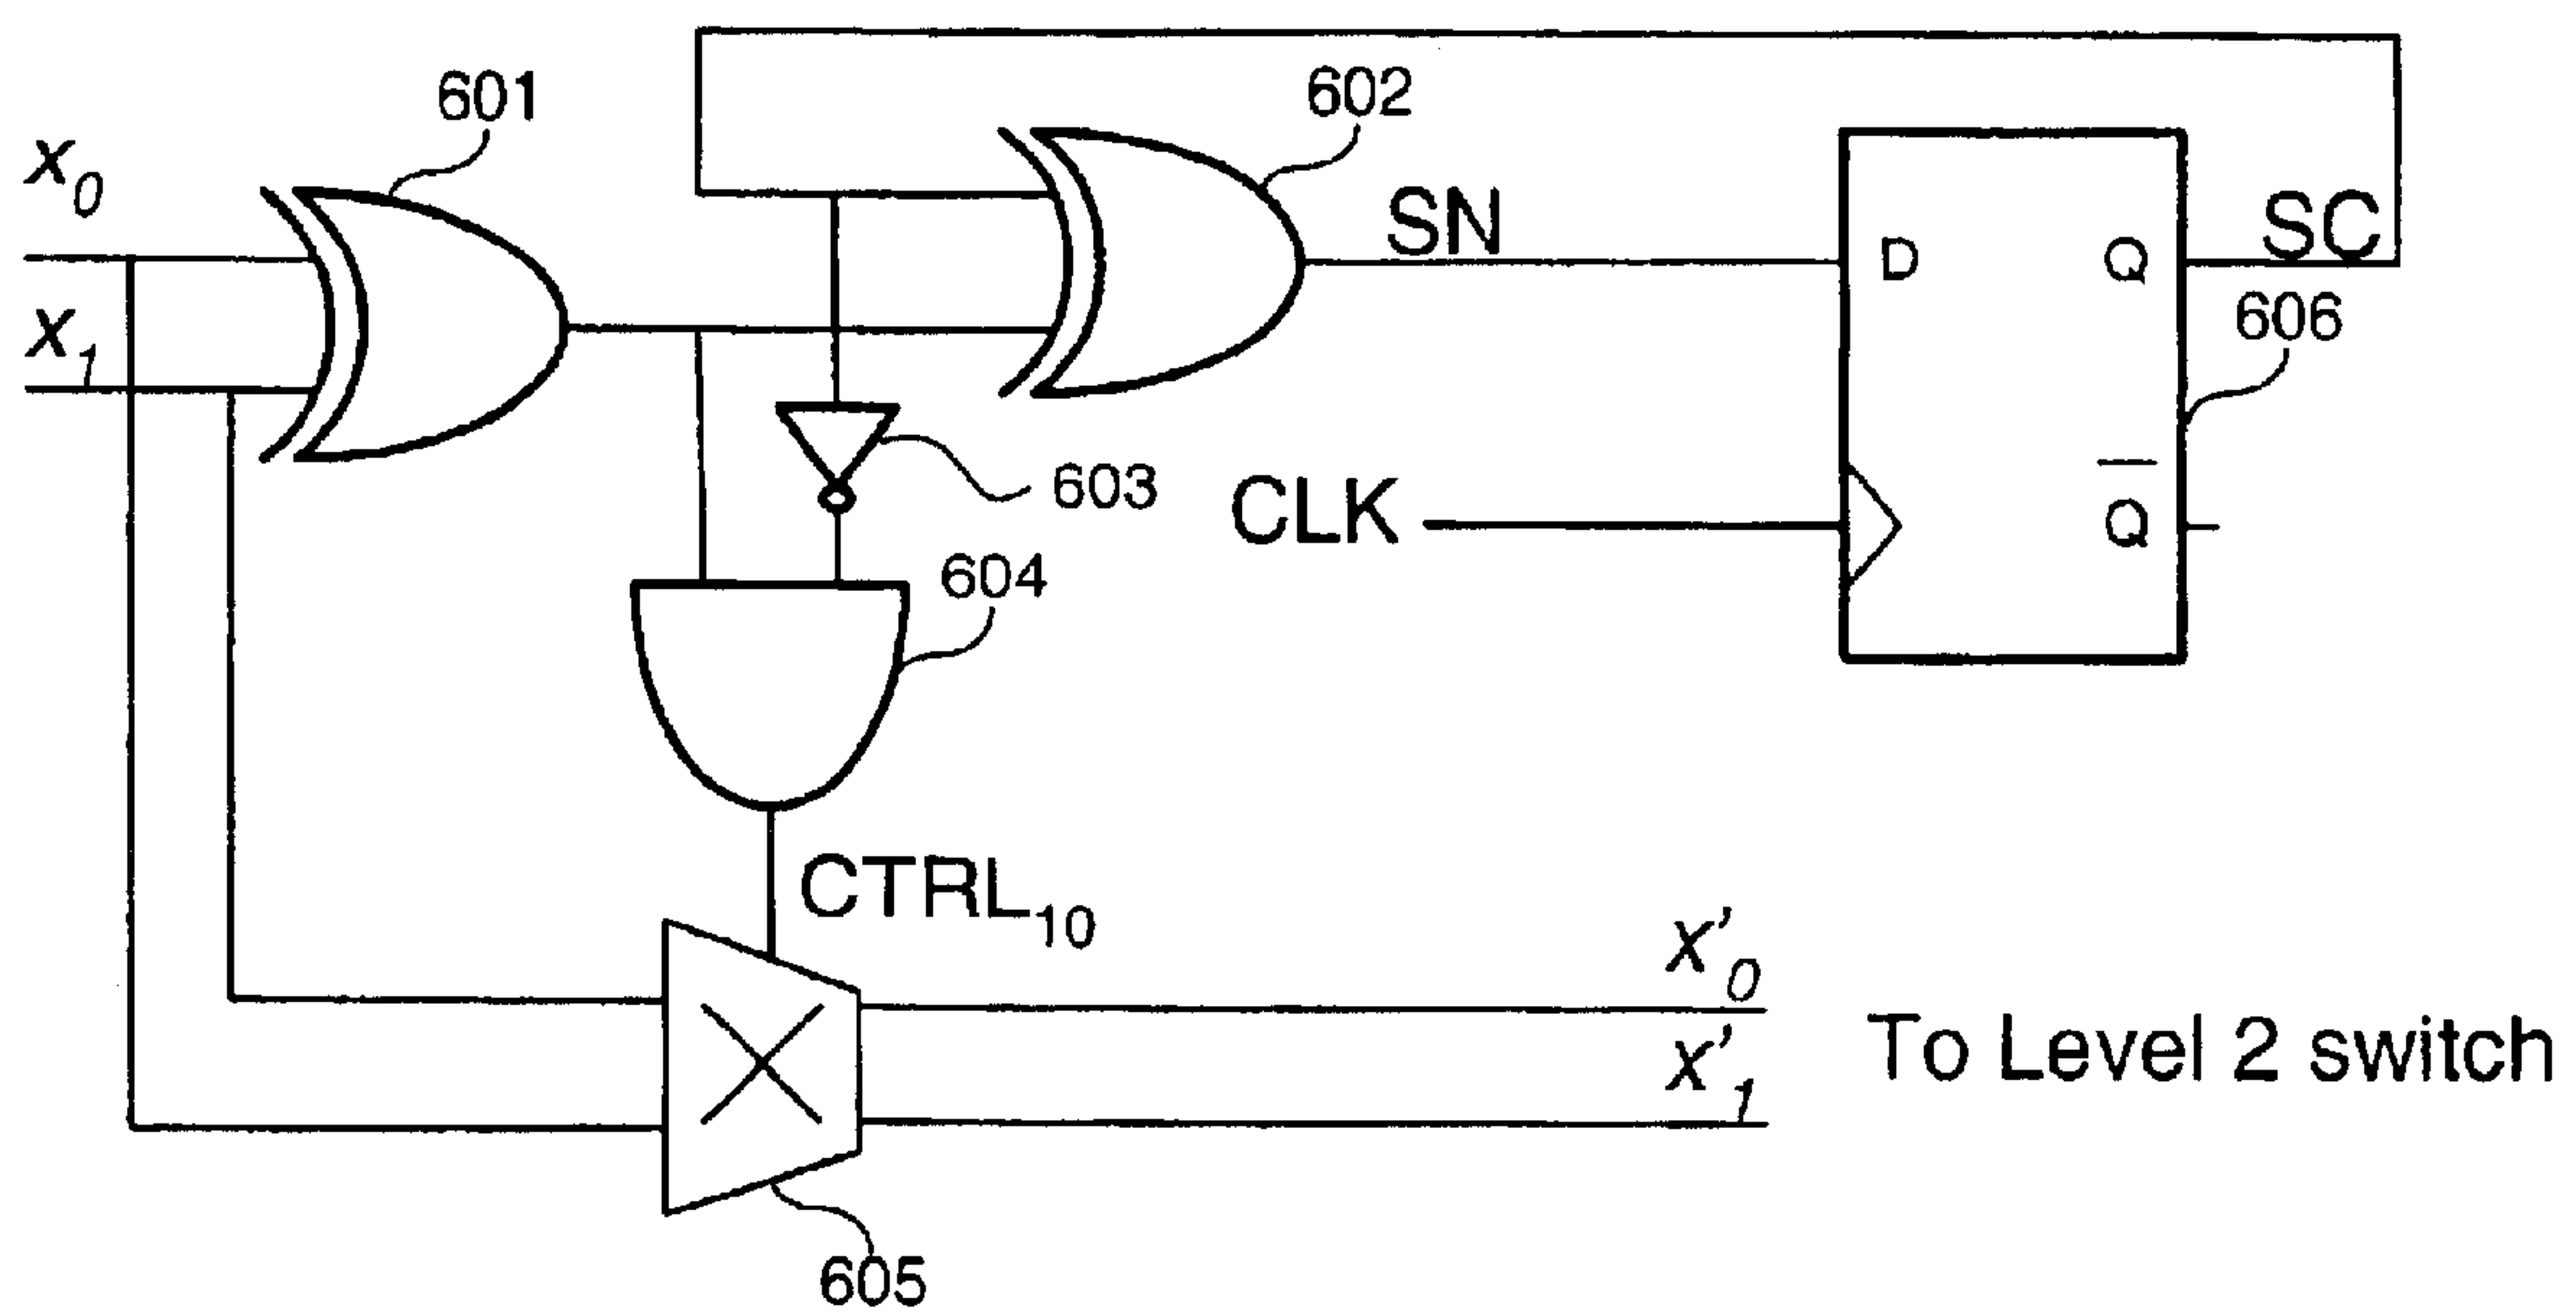 601
602
x₀
SN
SC
D
Q
x₁
606
603
CLK
Q̅
604
CTRL₁₀
x'₀
x'₁
To Level 2 switch
605